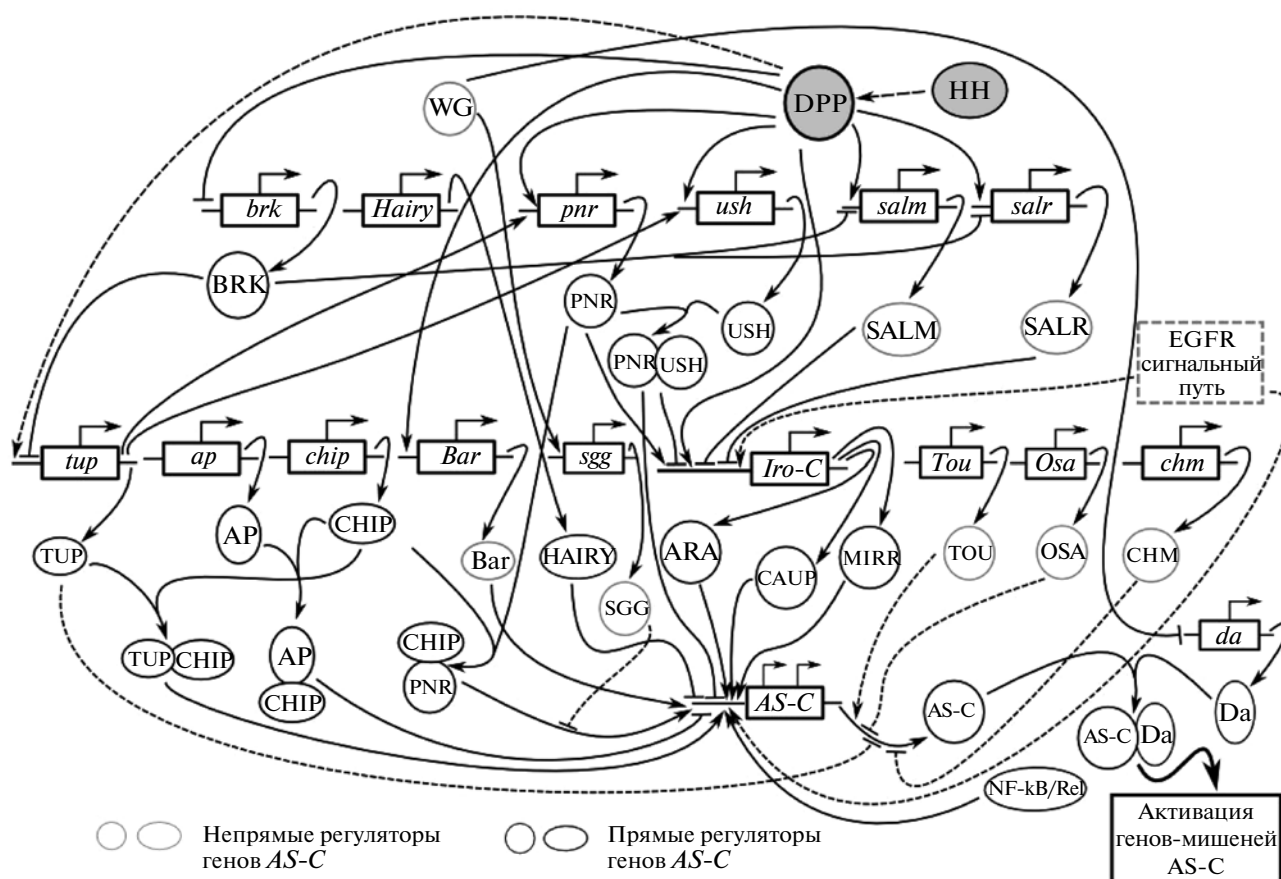 DPP
HH
WG
brk
Hairy
pnr
ush
salm
salr
BRK
PNR
USH
SALM
SALR
PNR
USH
EGFR
сигнальный
путь
tup
ap
chip
Bar
sgg
Iro-C
Tou
Osa
chm
TUP
AP
CHIP
Bar
HAIRY
ARA
CAUP
MIRR
TOU
OSA
CHM
SGG
da
TUP
CHIP
AP
CHIP
CHIP
PNR
AS-C
AS-C
Da
AS-C
Da
NF-kB/Rel
Активация
генов-мишеней
AS-C
Непрямые регуляторы
генов AS-C
Прямые регуляторы
генов AS-C